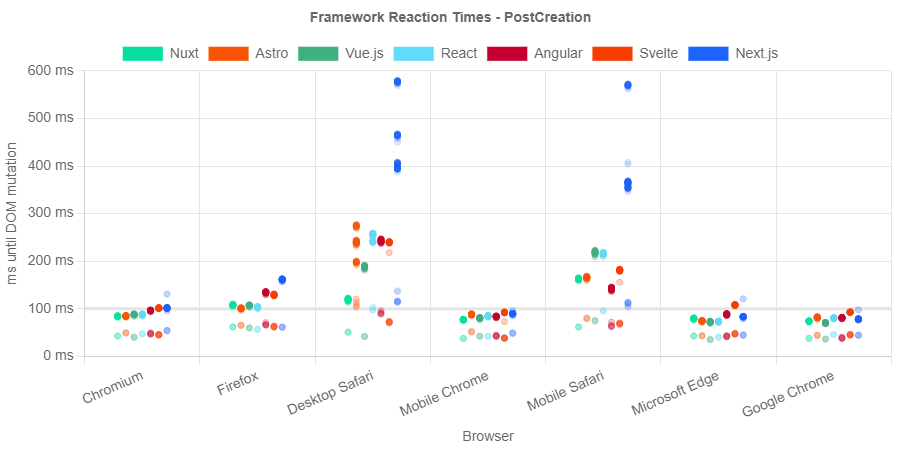 Framework Reaction Times - PostCreation
Nuxt Astro Vue.js React Angular Svelte Next.js
600 ms
500 ms
400 ms
300 ms
200 ms
100 ms
0 ms
ms until DOM mutation
Chromium Firefox Desktop Safari Mobile Chrome Mobile Safari Microsoft Edge Google Chrome
Browser